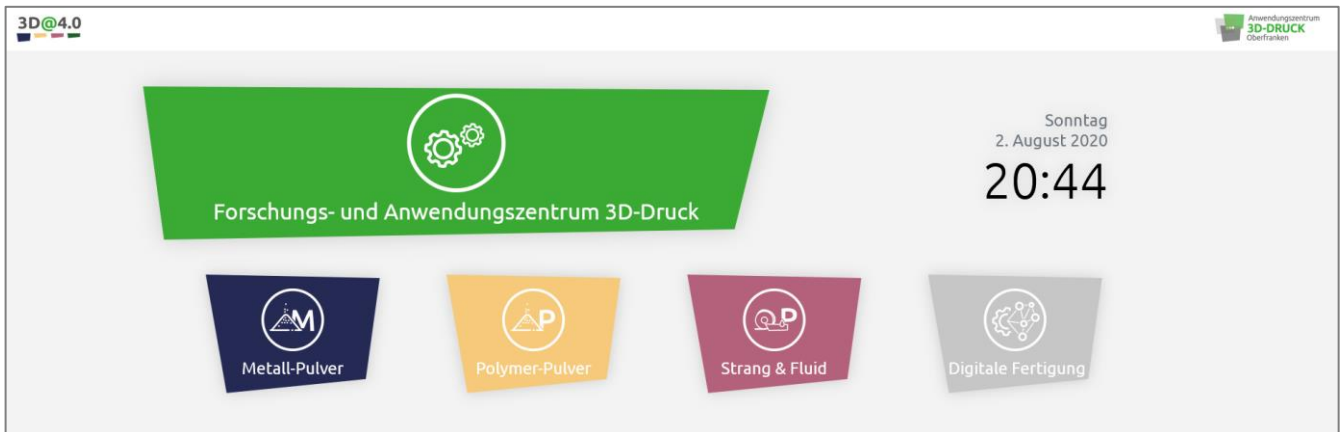 3D@4.0
Anwendungszentrum
3D-DRUCK
Oberfranken
Forschungs- und Anwendungszentrum 3D-Druck
Sonntag
2. August 2020
20:44
M
Metall-Pulver
P
Polymer-Pulver
P
Strang & Fluid
Digitale Fertigung